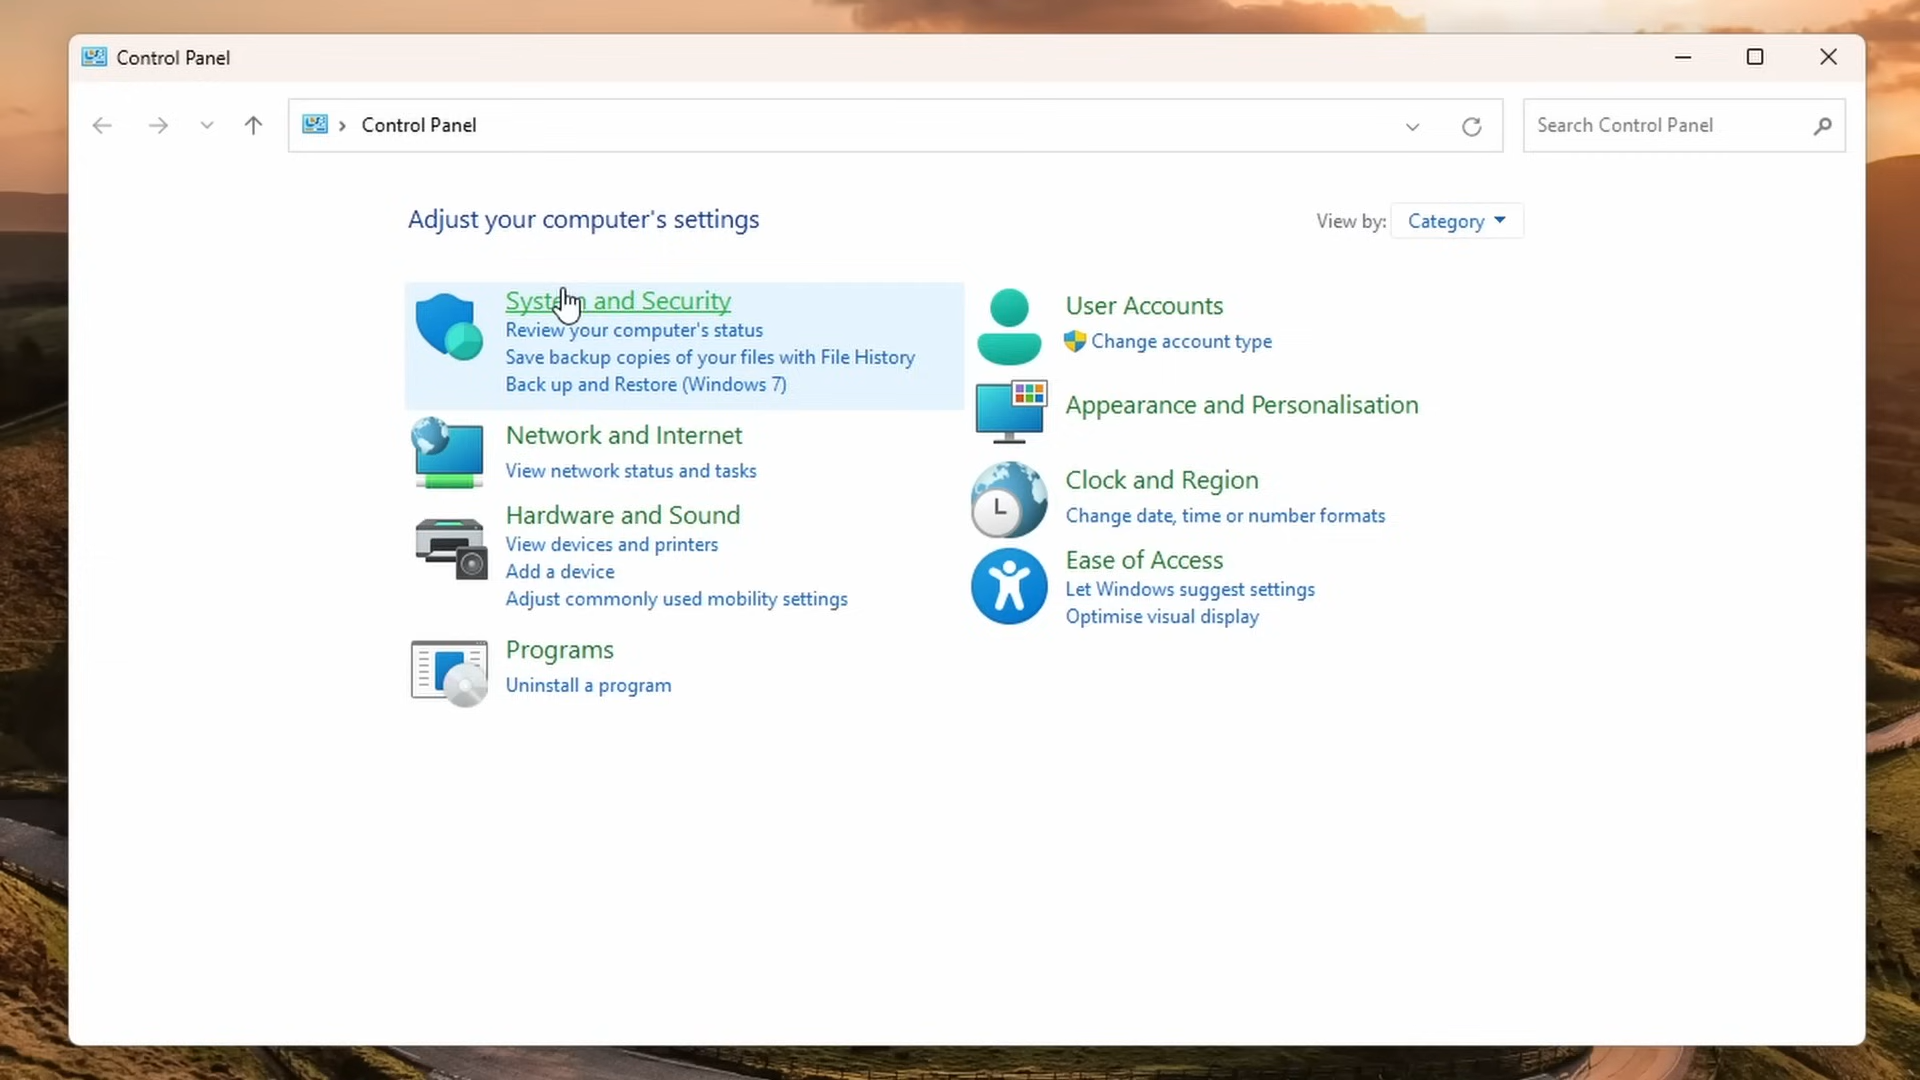 Control Panel
Control Panel
Search Control Panel
Adjust your computer's settings
View by: Category
System and Security
Review your computer's status
Save backup copies of your files with File History
Back up and Restore (Windows 7)
Network and Internet
View network status and tasks
Hardware and Sound
View devices and printers
Add a device
Adjust commonly used mobility settings
Programs
Uninstall a program
User Accounts
Change account type
Appearance and Personalisation
Clock and Region
Change date, time or number formats
Ease of Access
Let Windows suggest settings
Optimise visual display